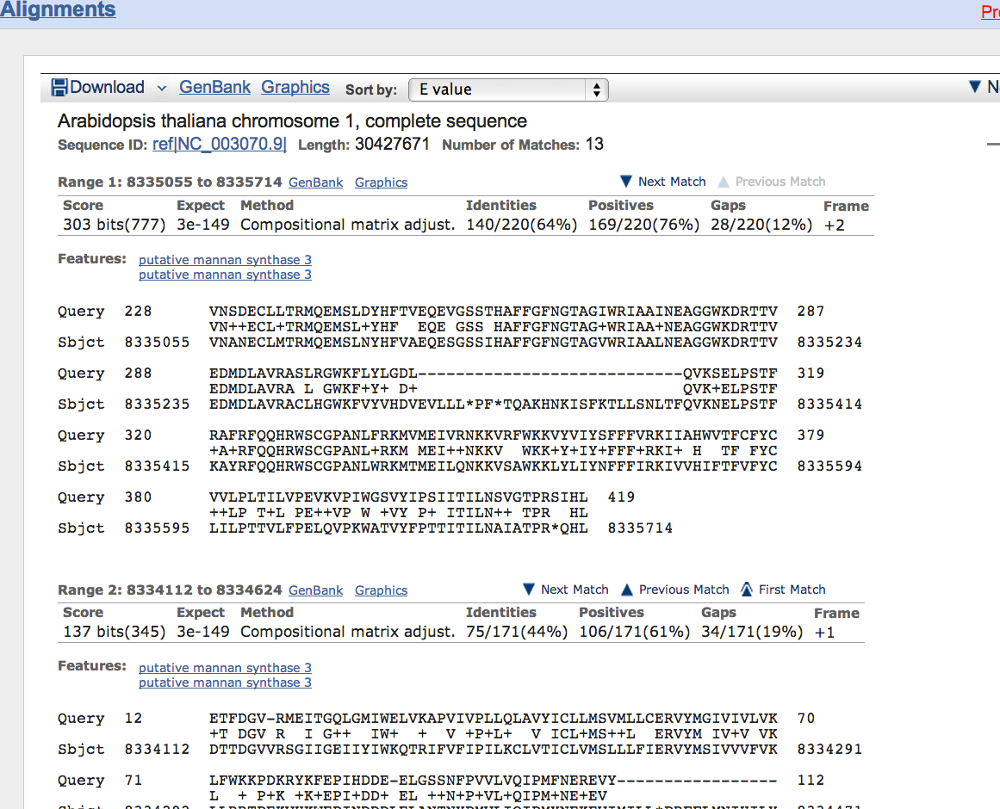 Alignments
Download GenBank Graphics Sort by: E value
Arabidopsis thaliana chromosome 1, complete sequence
Sequence ID: ref|NC_003070.9| Length: 30427671 Number of Matches: 13
Range 1: 8335055 to 8335714 GenBank Graphics Next Match Previous Match
Score Expect Method Identities Positives Gaps Frame
303 bits(777) 3e-149 Compositional matrix adjust. 140/220(64%) 169/220(76%) 28/220(12%) +2
Features: putative mannan synthase 3
putative mannan synthase 3
Query 228 VNSDECLLTRMQEMSLDYHFTVEQEVGSSTHAFFGFNGTAGIWRIAAINEAGGWKDRTTV 287
VN++ECL+TRMQEMSL+YHF EQE GSS HAFFGFNGTAG+WRIAA+NEAGGWKDRTTV
Sbjct 8335055 VNANECLMTRMQEMSLNYHFVAEQESGSSIHAFFGFNGTAGVWRIAALNEAGGWKDRTTV 8335234
Query 288 EDMDLAVRASLRGWKFLYLGDL----------------------------QVKSELPSTF 319
EDMDLAVRA L GWKF+Y+ D+ QVK+ELPSTF
Sbjct 8335235 EDMDLAVRACLHGWKFVYVHDVEVLLL*PF*TQAKHNKISFKTLLSNLTFQVKNELPSTF 8335414
Query 320 RAFRFQQHRWSCGPANLFRKMVMEIVRNKKVRFWKKVYVIYSFFFVRKIIAHWVTFCFYC 379
+A+RFQQHRWSCGPANL+RKM MEI++NKKV WKK+Y+IY+FFF+RKI+ H TF FYC
Sbjct 8335415 KAYRFQQHRWSCGPANLWRKMTMEILQNKKVSAWKKLYLIYNFFFIRKIVVHIFTFVFYC 8335594
Query 380 VVLPLTILVPEVKVPIWGSVYIPSIITILNSVGTPRSIHL 419
++LP T+L PE++VP W +VY P+ ITILN++ TPR HL
Sbjct 8335595 LILPTTVLFPELQVPKWATVYFPTTITILNAIATPR*QHL 8335714
Range 2: 8334112 to 8334624 GenBank Graphics Next Match Previous Match First Match
Score Expect Method Identities Positives Gaps Frame
137 bits(345) 3e-149 Compositional matrix adjust. 75/171(44%) 106/171(61%) 34/171(19%) +1
Features: putative mannan synthase 3
putative mannan synthase 3
Query 12 ETFDGV-RMEITGQLGMIWELVKAPVIVPLLQLAVYICLLMSVMLLCERVYMGIVIVLVK 70
+T DGV R I G++ IW+ + V +P+L+ V ICL+MS++L ERVYM IV+V VK
Sbjct 8334112 DTTDGVVRSGIIGEIIYIWKQTRIFVFIPILKCLVTICLVMSLLLFIERVYMSIVVVFVK 8334291
Query 71 LFWKKPDKRYKFEPIHDDE-ELGSSNFPVVLVQIPMFNEREVY----------------- 112
L + P+K +K+EPI+DD+ EL ++N+P+VL+QIPM+NE+EV